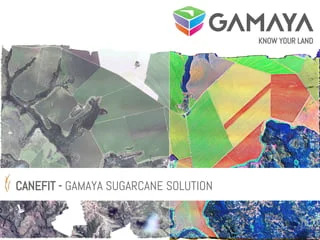 GAMAYA
KNOW YOUR LAND
CANEFIT - GAMAYA SUGARCANE SOLUTION